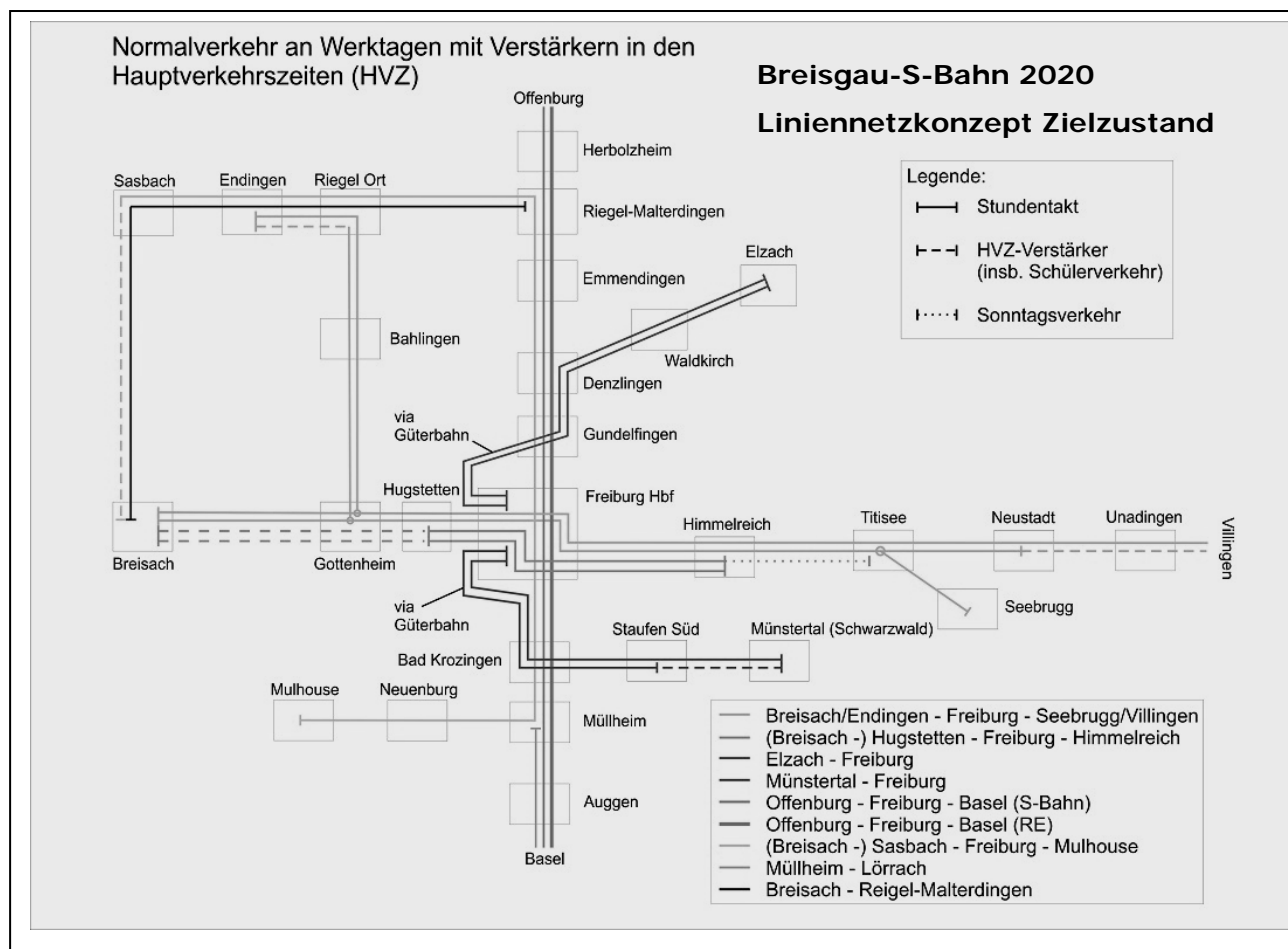 Normalverkehr an Werktagen mit Verstärkern in den
Hauptverkehrszeiten (HVZ)
Breisgau-S-Bahn 2020
Liniennetzkonzept Zielzustand
Offenburg
Herbolzheim
Sasbach
Endingen
Riegel Ort
Riegel-Malterdingen
Legende:
Stundentakt
HVZ-Verstärker
(insb. Schülerverkehr)
Sonntagsverkehr
Elzach
Emmendingen
Waldkirch
Bahlingen
Denzlingen
via
Güterbahn
Gundelfingen
Hugstetten
Freiburg Hbf
Himmelreich
Titisee
Neustadt
Unadingen
Villingen
Breisach
Gottenheim
via
Güterbahn
Seebrugg
Staufen Süd
Münstertal (Schwarzwald)
Bad Krozingen
Mulhouse
Neuenburg
Müllheim
Auggen
Basel
Breisach/Endingen - Freiburg - Seebrugg/Villingen
(Breisach -) Hugstetten - Freiburg - Himmelreich
Elzach - Freiburg
Münstertal - Freiburg
Offenburg - Freiburg - Basel (S-Bahn)
Offenburg - Freiburg - Basel (RE)
(Breisach -) Sasbach - Freiburg - Mulhouse
Müllheim - Lörrach
Breisach - Reigel-Malterdingen